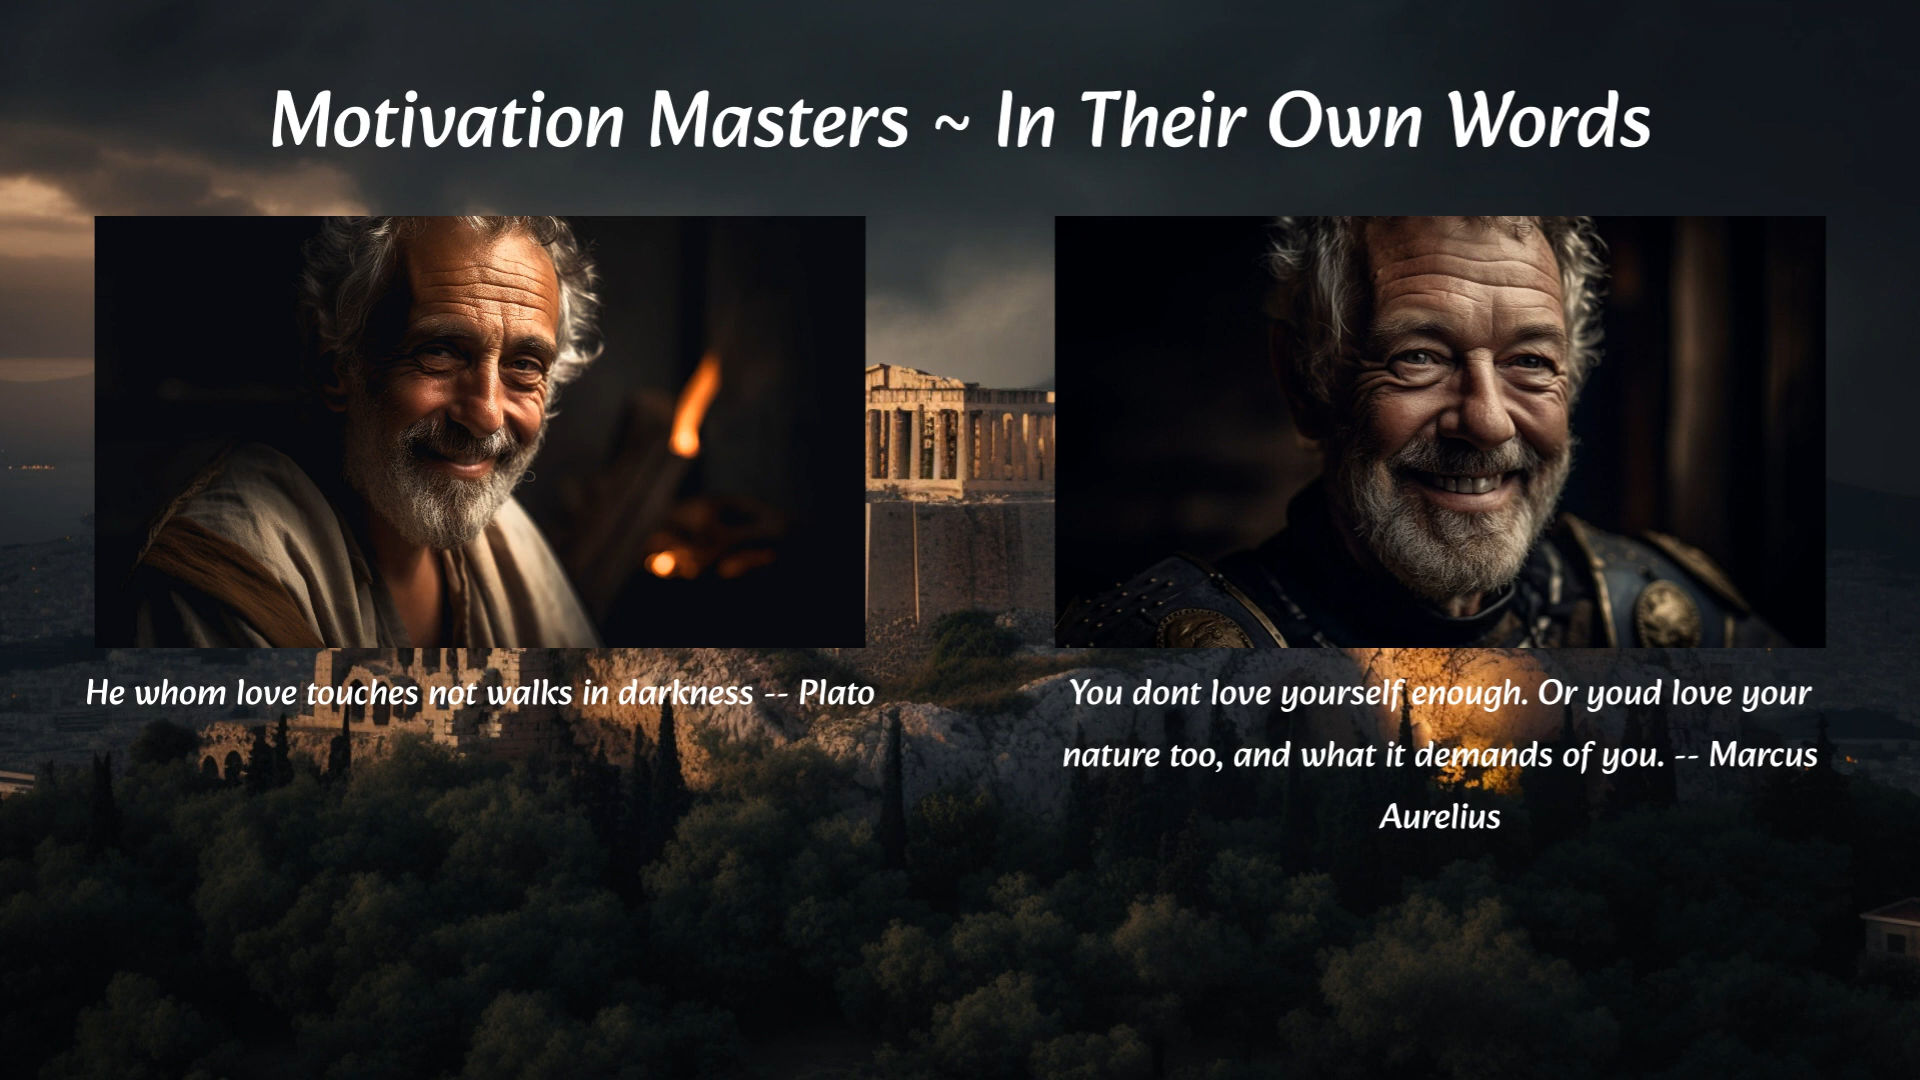 Motivation Masters ~ In Their Own Words
He whom love touches not walks in darkness -- Plato
You dont love yourself enough. Or youd love your
nature too, and what it demands of you. -- Marcus
Aurelius